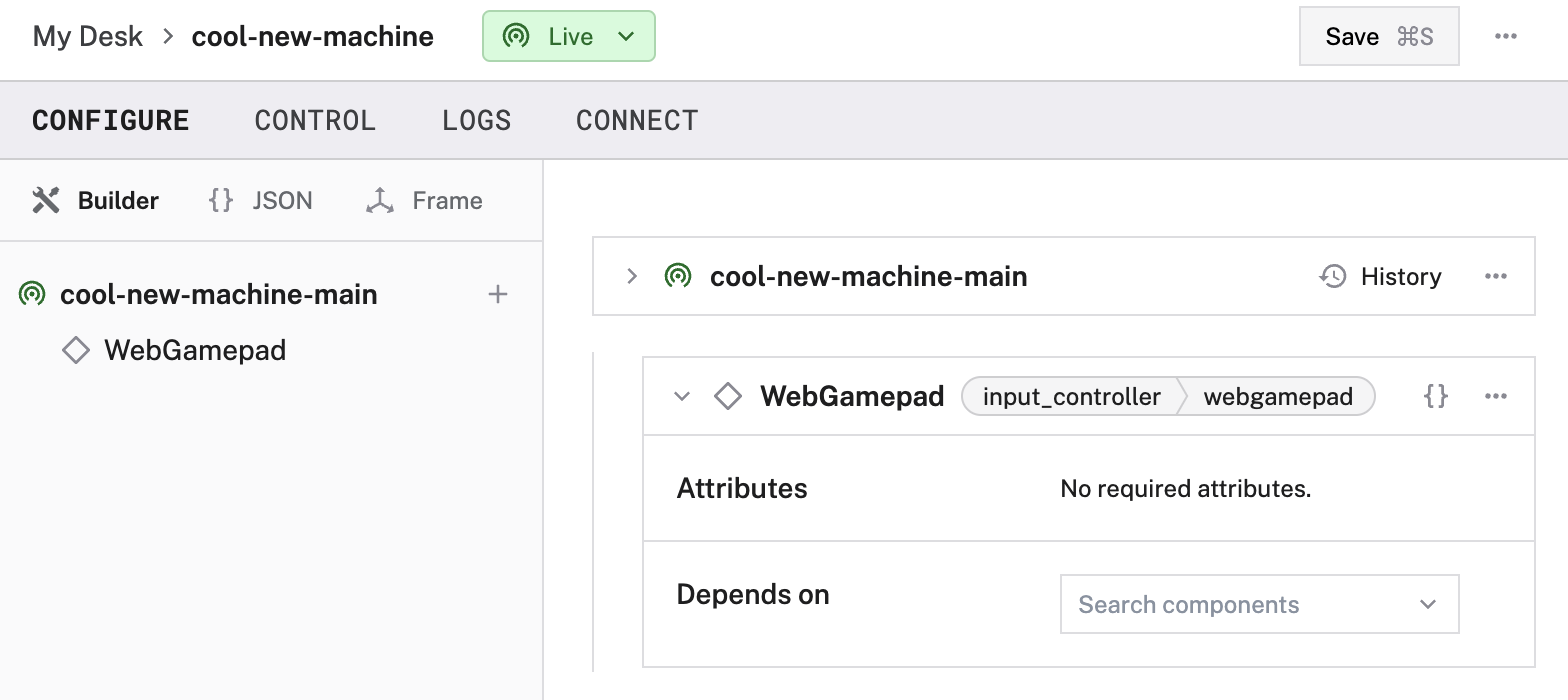 My Desk > cool-new-machine Live Save ⌘S ...
CONFIGURE CONTROL LOGS CONNECT
Builder {} JSON Frame
cool-new-machine-main +
WebGamepad
cool-new-machine-main History ...
WebGamepad input_controller webgamepad {} ...
Attributes No required attributes.
Depends on Search components